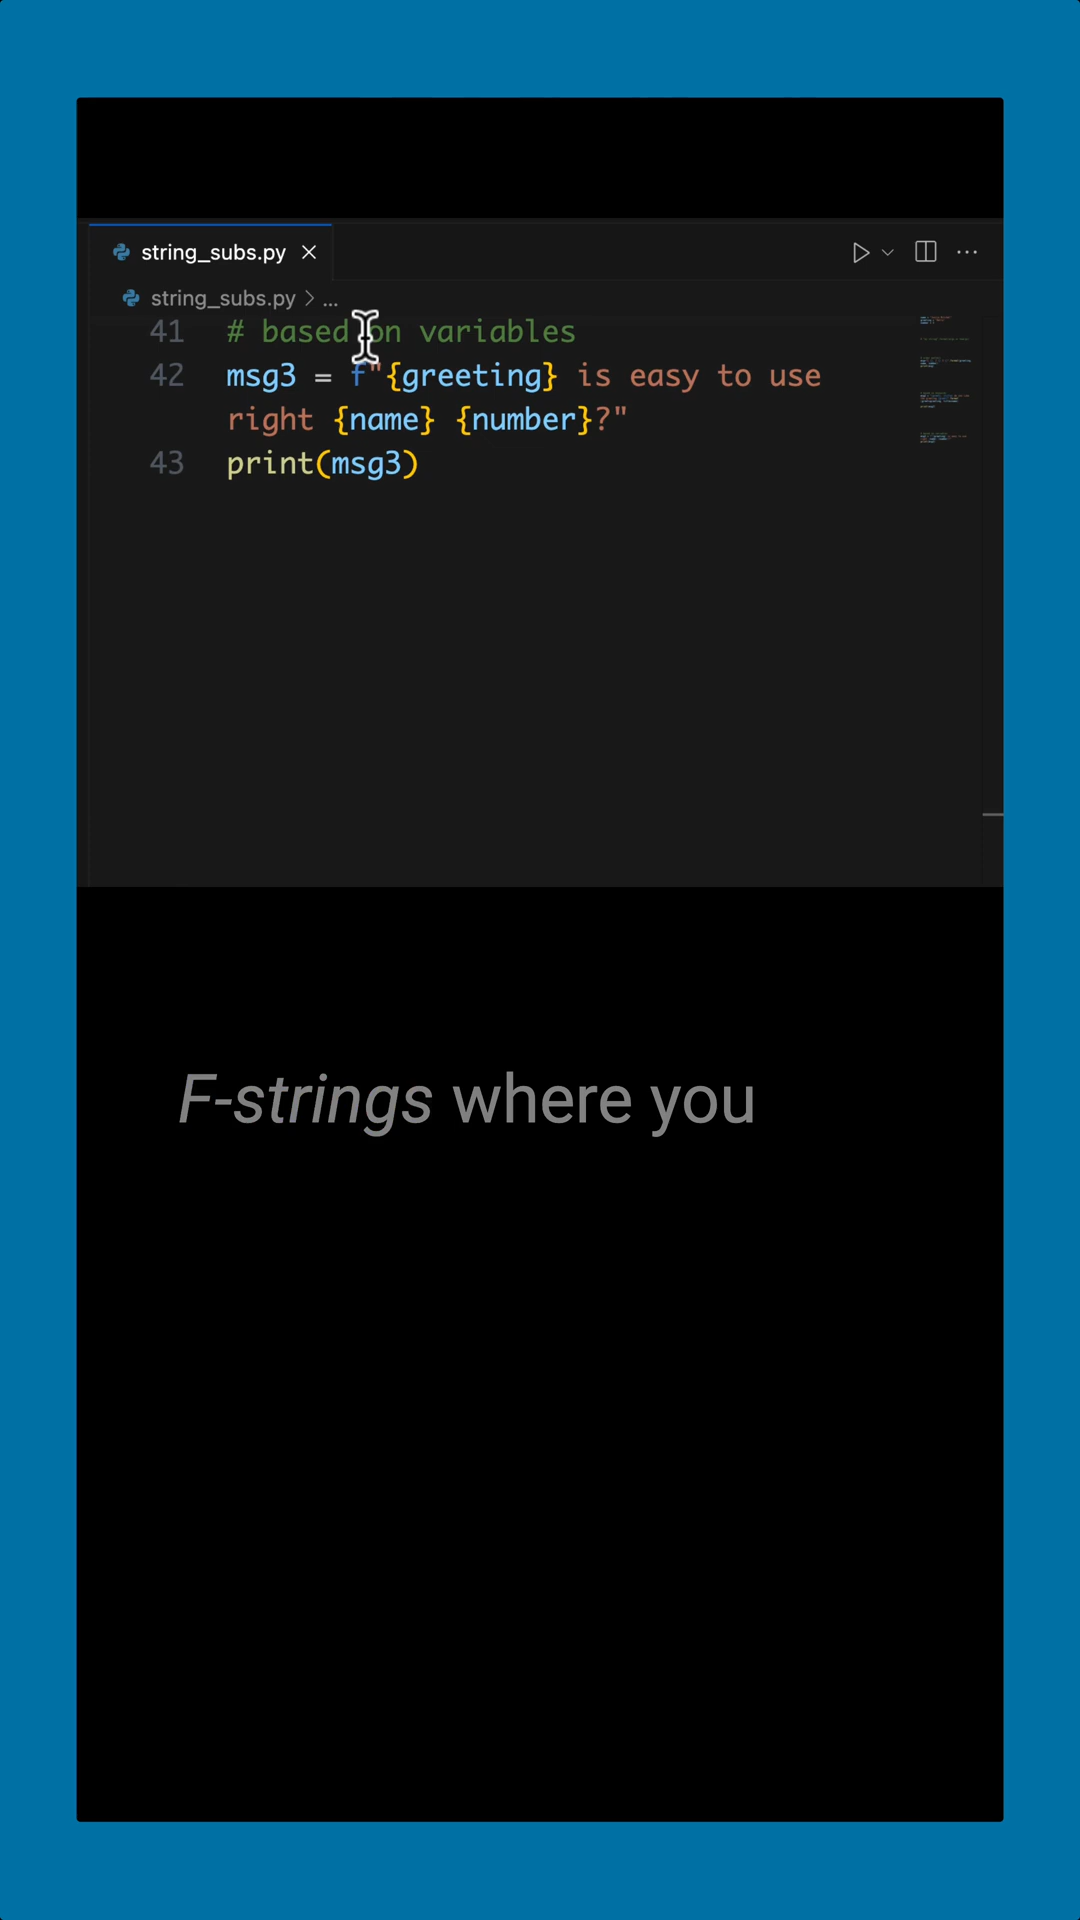 string_subs.py
string_subs.py > ...
41 # based on variables
42 msg3 = f"{greeting} is easy to use
right {name} {number}?"
43 print(msg3)
F-strings where you